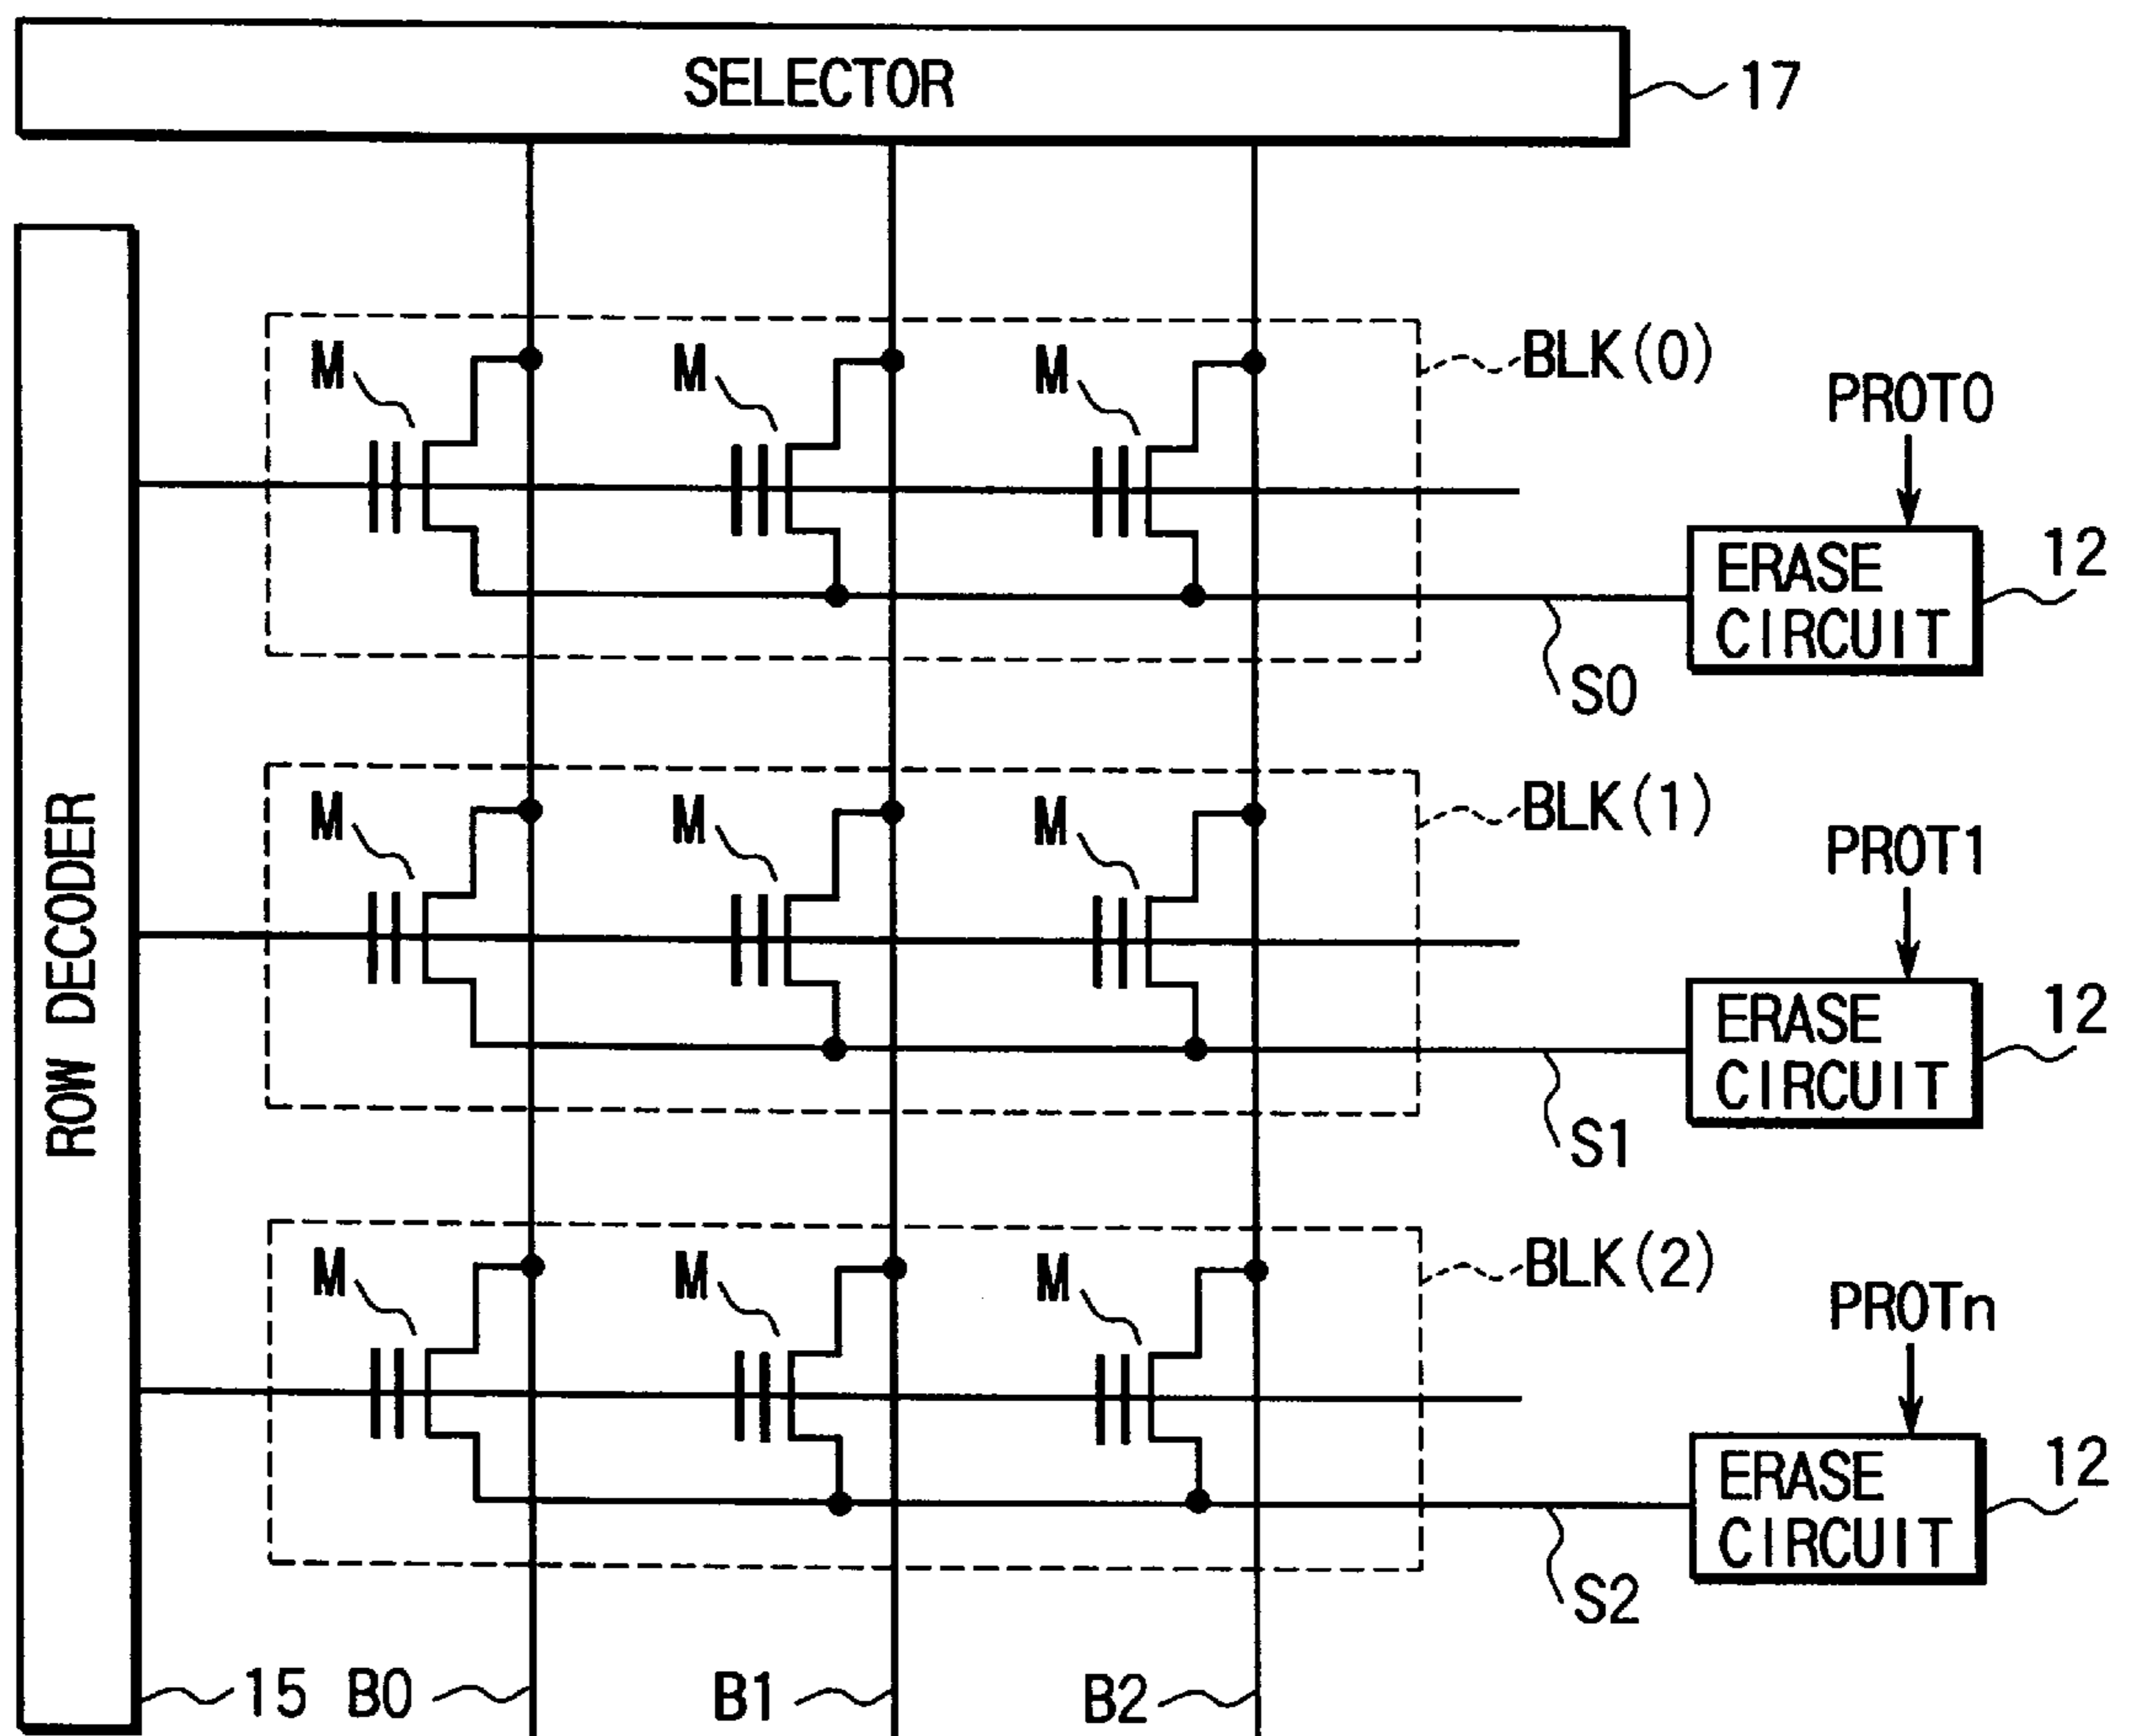 SELECTOR
17
ROW DECODER
M
M
M
BLK(0)
PROT0
ERASE
CIRCUIT
12
S0
M
M
M
BLK(1)
PROT1
ERASE
CIRCUIT
12
S1
M
M
M
BLK(2)
PROTn
ERASE
CIRCUIT
12
S2
15
B0
B1
B2